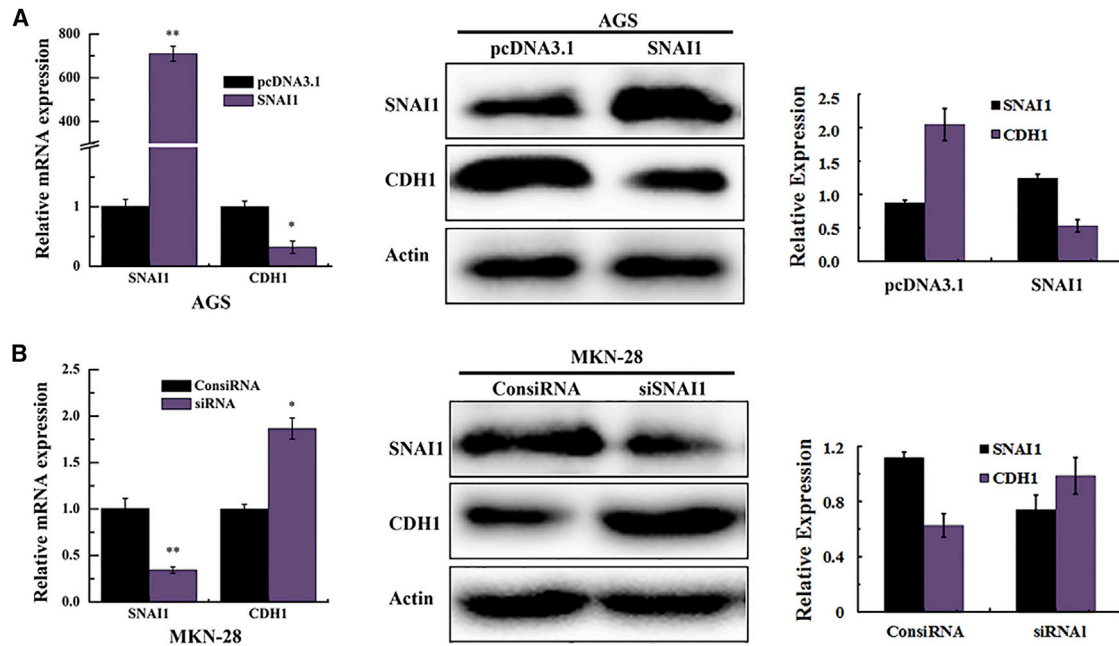 A
Relative mRNA expression
800
700
600
400
1
0
**
*
pcDNA3.1
SNAI1
SNAI1 CDH1
AGS
AGS
pcDNA3.1 SNAI1
SNAI1
CDH1
Actin
Relative Expression
2.5
2.0
1.5
1.0
0.5
0.0
SNAI1
CDH1
pcDNA3.1 SNAI1
B
Relative mRNA expression
2.5
2.0
1.5
1.0
0.5
0.0
ConsiRNA
siRNA
*
**
SNAI1 CDH1
MKN-28
MKN-28
ConsiRNA siSNAI1
SNAI1
CDH1
Actin
Relative Expression
1.2
0.8
0.4
0
SNAI1
CDH1
ConsiRNA siRNAl